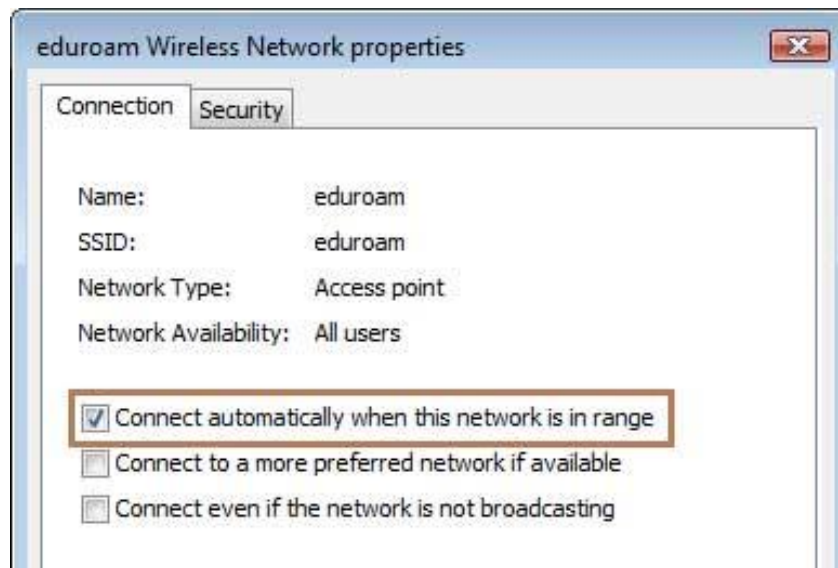 eduroam Wireless Network properties
Connection Security
Name: eduroam
SSID: eduroam
Network Type: Access point
Network Availability: All users
Connect automatically when this network is in range
Connect to a more preferred network if available
Connect even if the network is not broadcasting